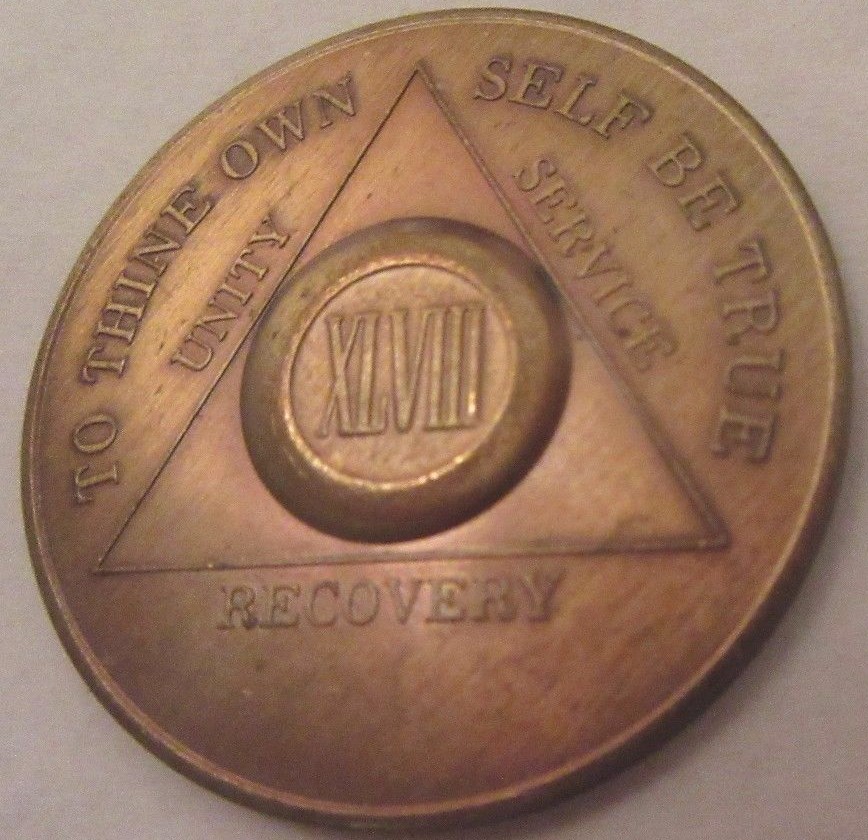 TO THINE OWN SELF BE TRUE
UNITY
SERVICE
XLVIII
RECOVERY